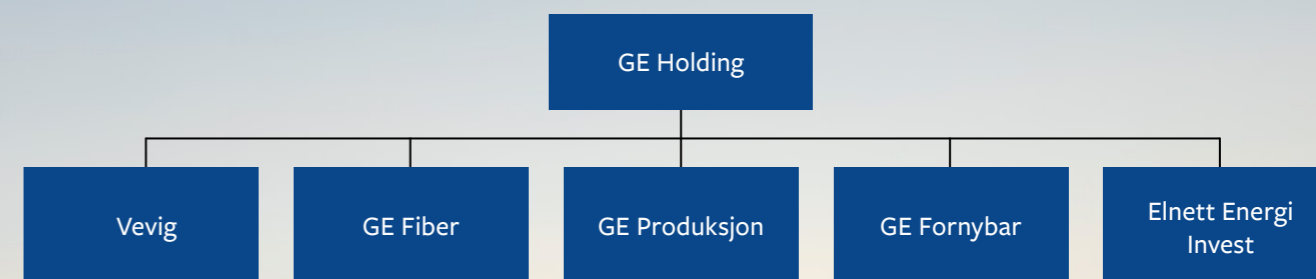 GE Holding
Vevig
GE Fiber
GE Produksjon
GE Fornybar
Elnett Energi
Invest